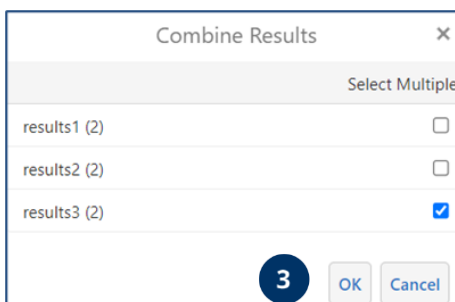 Combine Results ×
Select Multiple
results1 (2)
results2 (2)
results3 (2)
3 OK Cancel